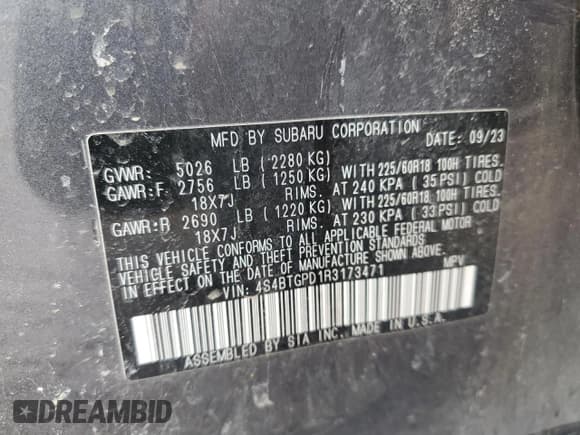 MFD BY SUBARU CORPORATION DATE: 09/23
GVWR: 5026 LB (2280 KG)
GAWR:F 2756 LB (1250 KG) WITH 225/60R18 100H TIRES.
18X7J RIMS. AT 240 KPA (35 PSI) COLD
GAWR:R 2690 LB (1220 KG) WITH 225/60R18 100H TIRES.
18X7J RIMS. AT 230 KPA (33 PSI) COLD
THIS VEHICLE CONFORMS TO ALL APPLICABLE FEDERAL MOTOR
VEHICLE SAFETY AND THEFT PREVENTION STANDARDS
IN EFFECT ON THE DATE OF MANUFACTURE SHOWN ABOVE.
VIN: 4S4BTGPD1R3173471 MPV
ASSEMBLED BY SIA INC. MADE IN U.S.A.
DREAMBID